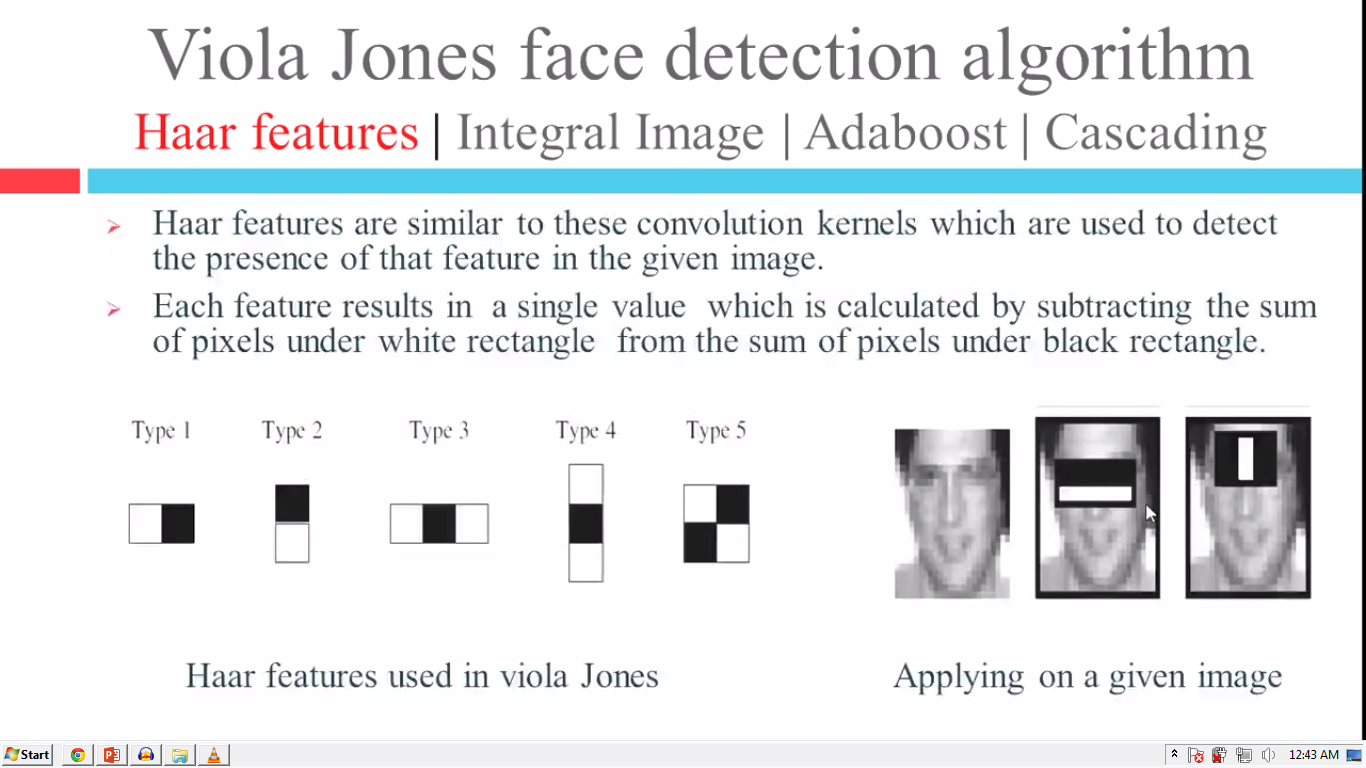 Viola Jones face detection algorithm
Haar features | Integral Image | Adaboost | Cascading
Haar features are similar to these convolution kernels which are used to detect
the presence of that feature in the given image.
Each feature results in a single value which is calculated by subtracting the sum
of pixels under white rectangle from the sum of pixels under black rectangle.
Type 1 Type 2 Type 3 Type 4 Type 5
Haar features used in viola Jones Applying on a given image
Start 12:43 AM